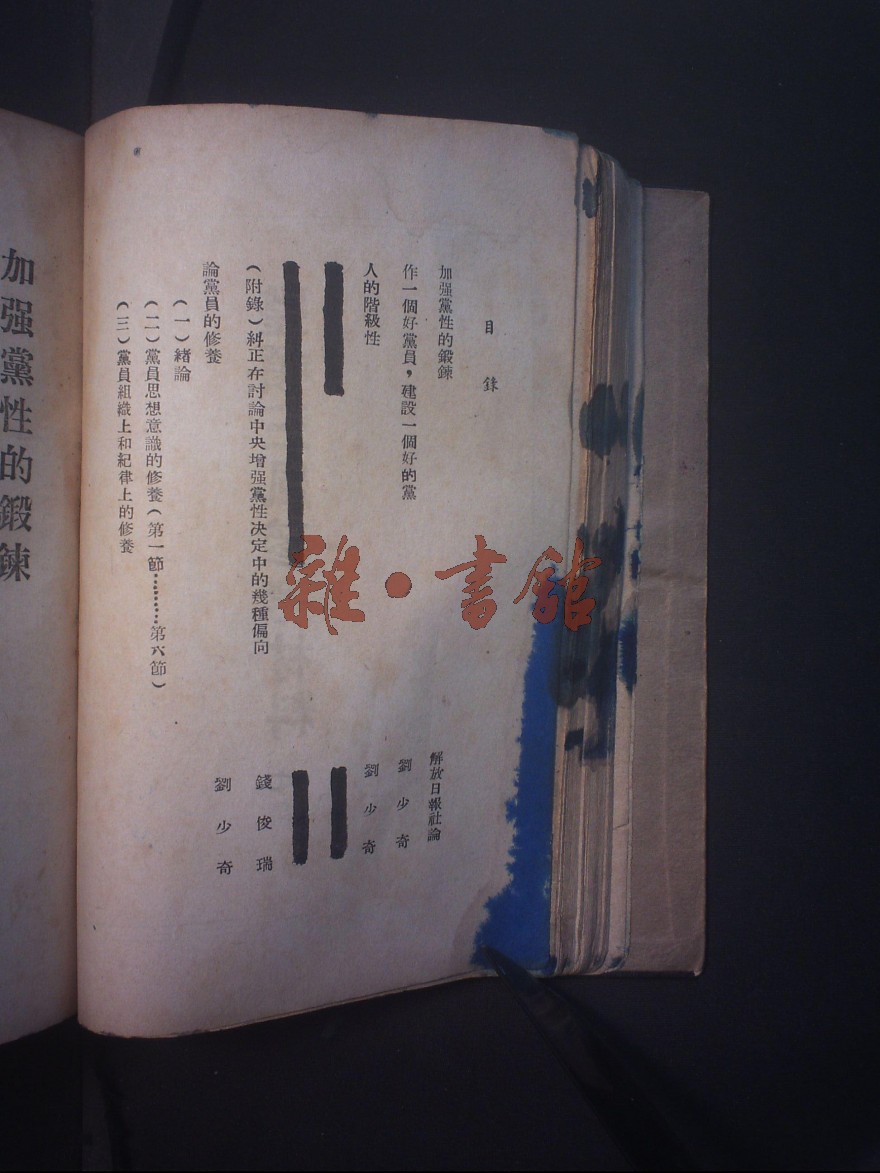 目錄
加强黨性的鍛鍊　解放日報社論
作一個好黨員，建設一個好的黨　劉少奇
人的階級性　劉少奇
（附錄）糾正在討論中央增强黨性決定中的幾種偏向　錢俊瑞
論黨員的修養　劉少奇
（一）緒論
（二）黨員思想意識的修養（第一節………第六節）
（三）黨員組織上和紀律上的修養
加强黨性的鍛鍊
雜·書舘